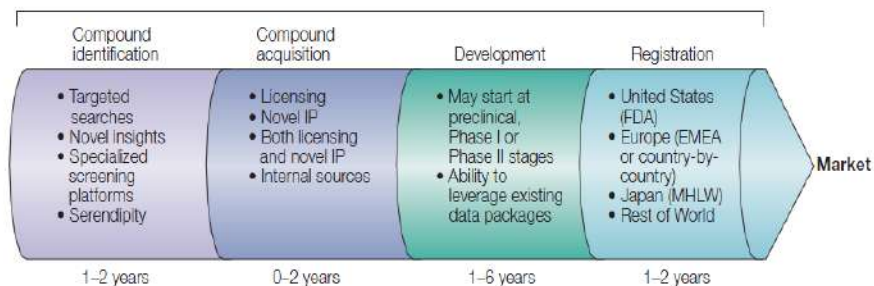 Compound
identification
• Targeted
searches
• Novel insights
• Specialized
screening
platforms
• Serendipity
1–2 years
Compound
acquisition
• Licensing
• Novel IP
• Both licensing
and novel IP
• Internal sources
0–2 years
Development
• May start at
preclinical,
Phase I or
Phase II stages
• Ability to
leverage existing
data packages
1–6 years
Registration
• United States
(FDA)
• Europe (EMEA
or country-by-
country)
• Japan (MHLW)
• Rest of World
1–2 years
Market